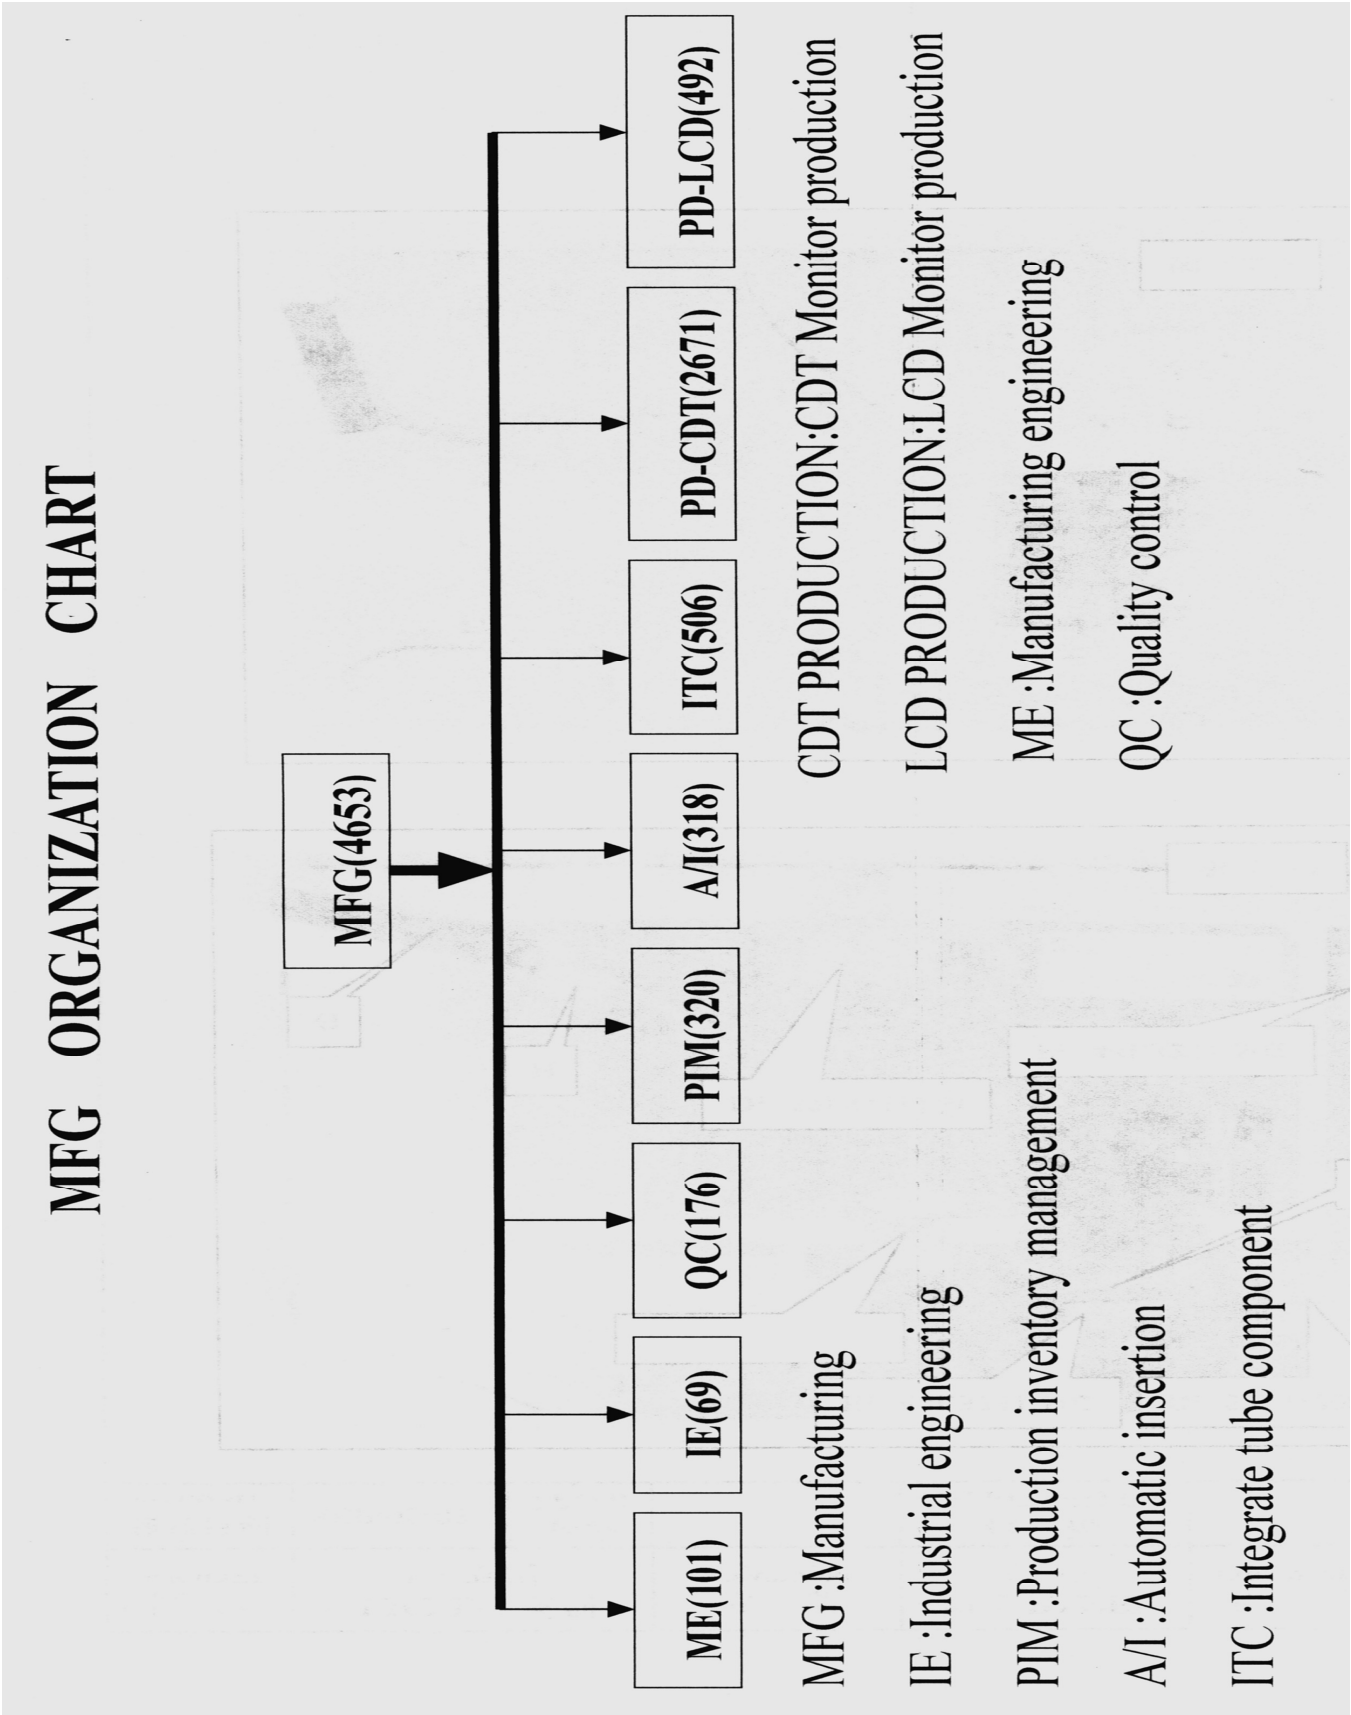 MFG ORGANIZATION CHART
MFG(4653)
ME(101)
IE(69)
QC(176)
PIM(320)
A/I(318)
ITC(506)
PD-CDT(2671)
PD-LCD(492)
MFG :Manufacturing
IE :Industrial engineering
PIM :Production inventory management
A/I :Automatic insertion
ITC :Integrate tube component
CDT PRODUCTION:CDT Monitor production
LCD PRODUCTION:LCD Monitor production
ME :Manufacturing engineering
QC :Quality control